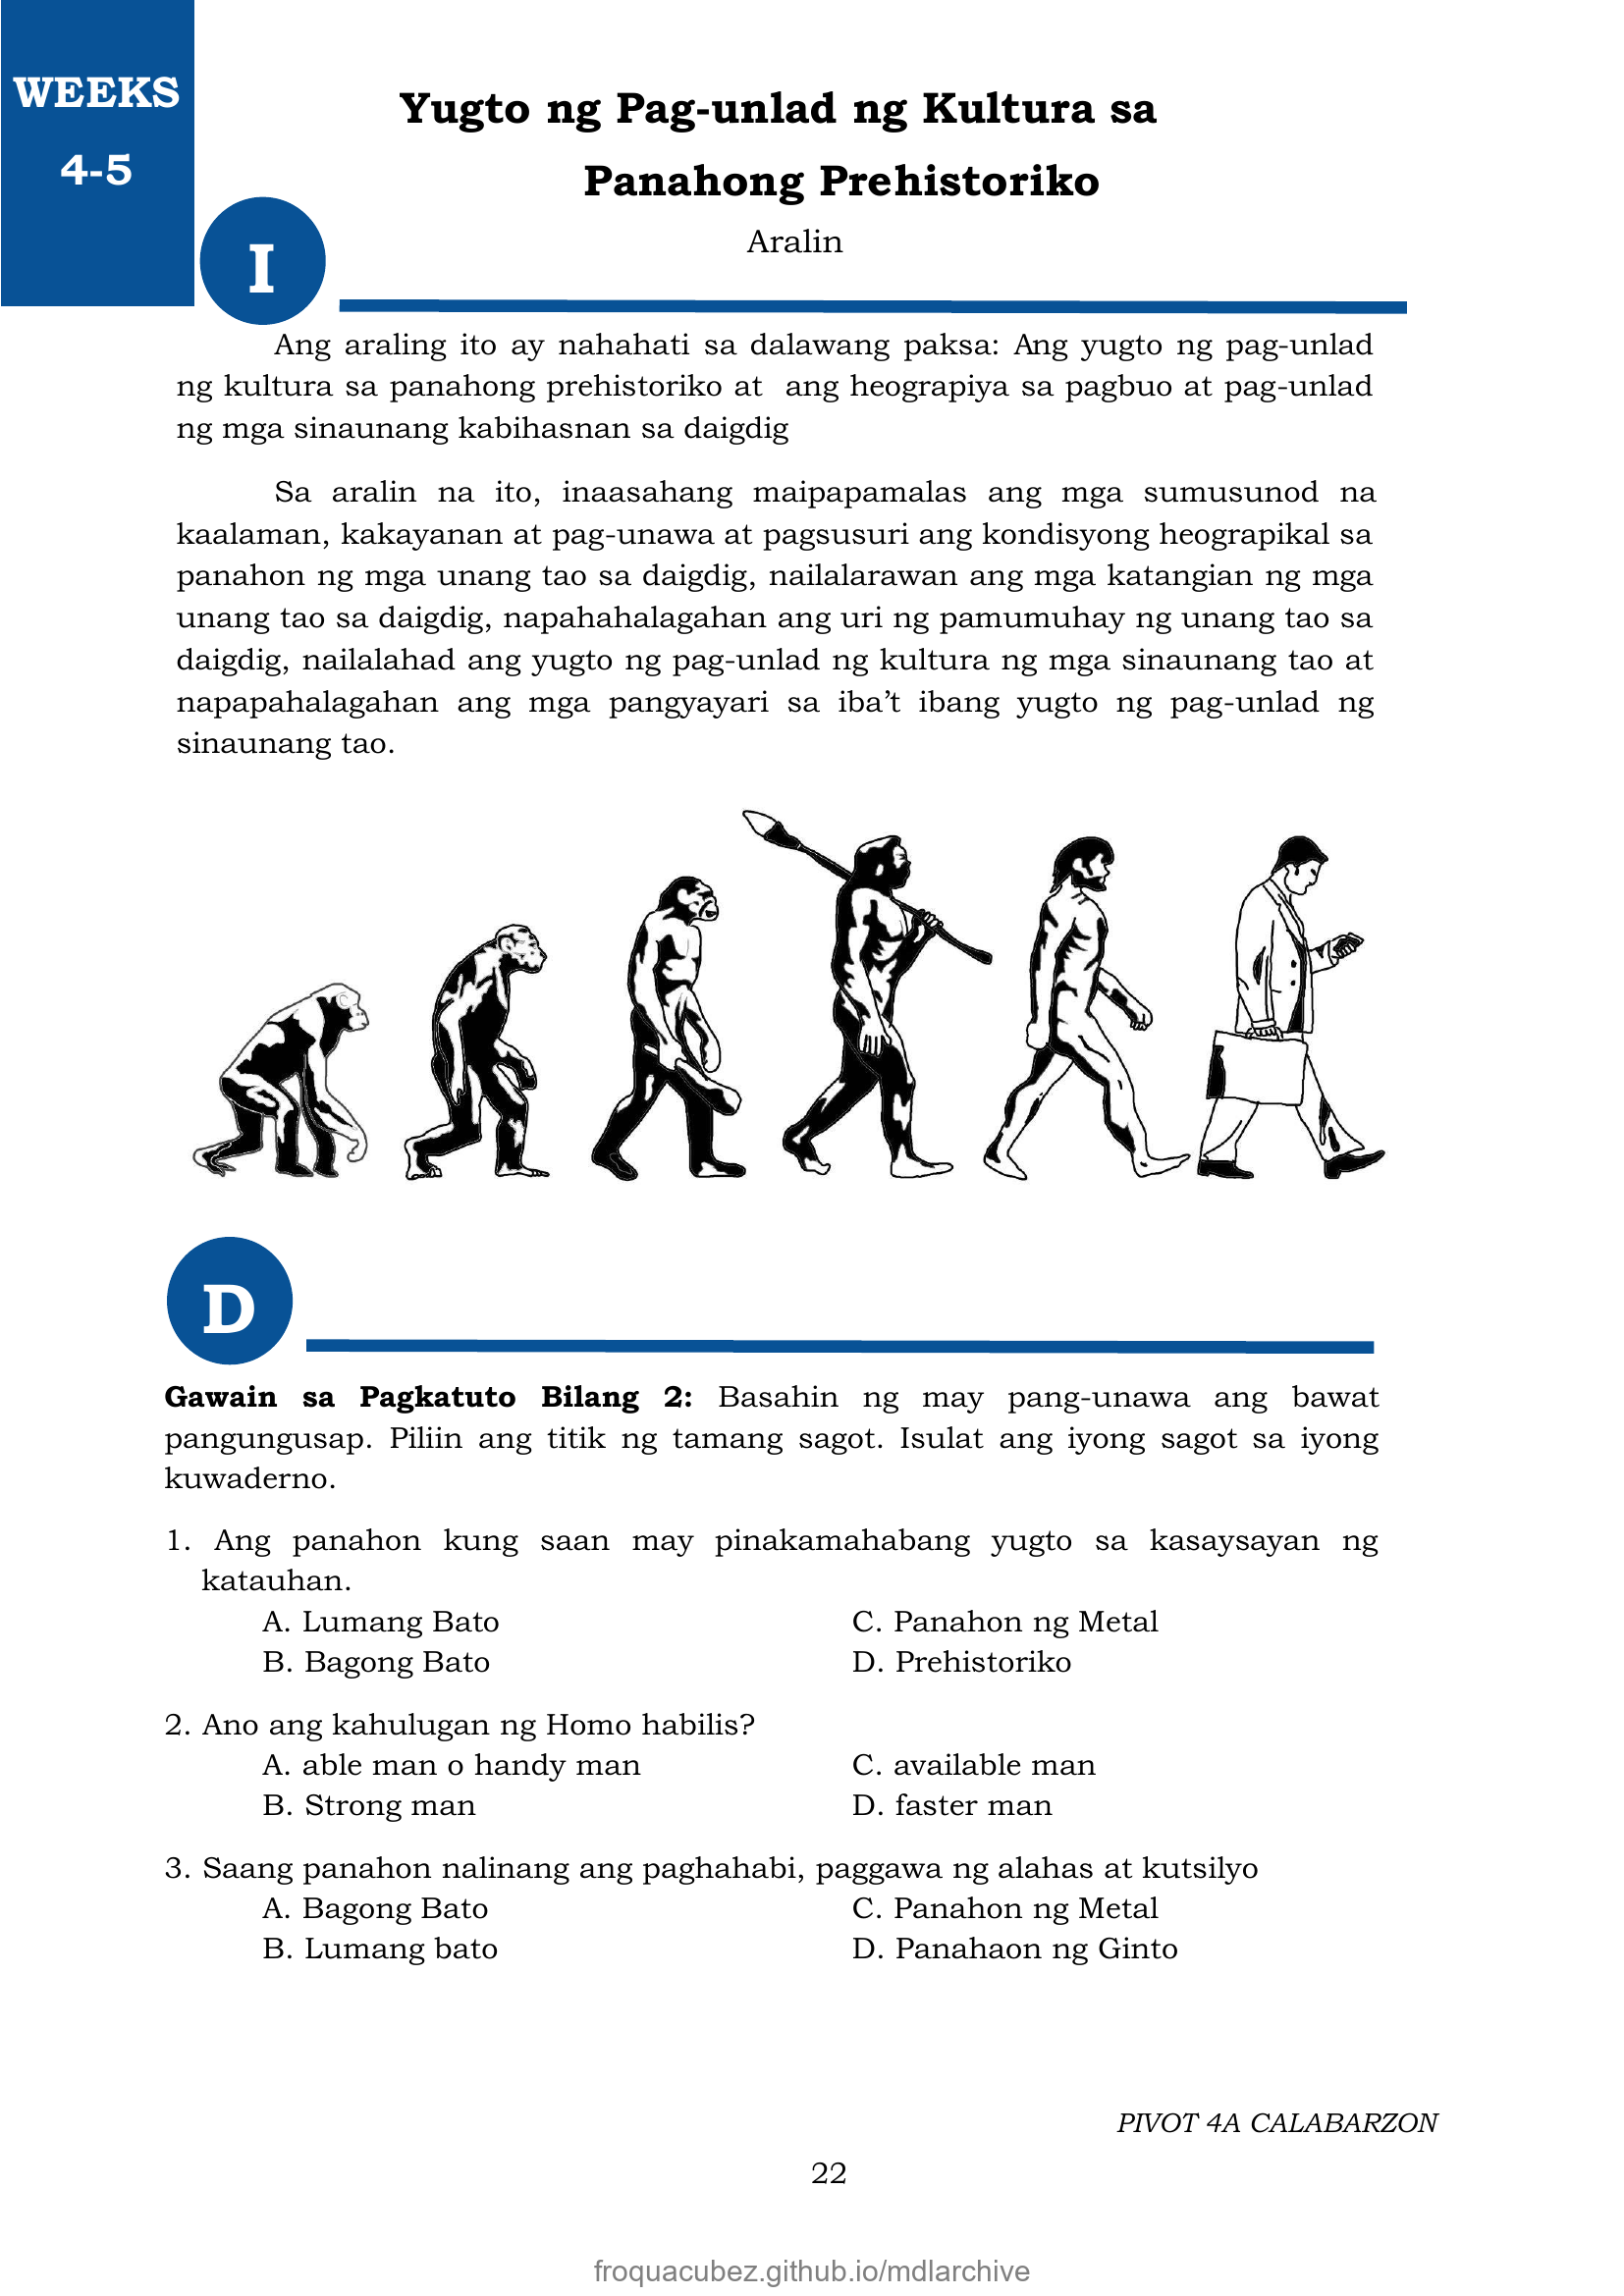 WEEKS
4-5
Yugto ng Pag-unlad ng Kultura sa
Panahong Prehistoriko
Aralin
I
Ang araling ito ay nahahati sa dalawang paksa: Ang yugto ng pag-unlad
ng kultura sa panahong prehistoriko at ang heograpiya sa pagbuo at pag-unlad
ng mga sinaunang kabihasnan sa daigdig
Sa aralin na ito, inaasahang maipapamalas ang mga sumusunod na
kaalaman, kakayanan at pag-unawa at pagsusuri ang kondisyong heograpikal sa
panahon ng mga unang tao sa daigdig, nailalarawan ang mga katangian ng mga
unang tao sa daigdig, napahahalagahan ang uri ng pamumuhay ng unang tao sa
daigdig, nailalahad ang yugto ng pag-unlad ng kultura ng mga sinaunang tao at
napapahalagahan ang mga pangyayari sa iba’t ibang yugto ng pag-unlad ng
sinaunang tao.
D
Gawain sa Pagkatuto Bilang 2: Basahin ng may pang-unawa ang bawat
pangungusap. Piliin ang titik ng tamang sagot. Isulat ang iyong sagot sa iyong
kuwaderno.
1. Ang panahon kung saan may pinakamahabang yugto sa kasaysayan ng
katauhan.
A. Lumang Bato C. Panahon ng Metal
B. Bagong Bato D. Prehistoriko
2. Ano ang kahulugan ng Homo habilis?
A. able man o handy man C. available man
B. Strong man D. faster man
3. Saang panahon nalinang ang paghahabi, paggawa ng alahas at kutsilyo
A. Bagong Bato C. Panahon ng Metal
B. Lumang bato D. Panahaon ng Ginto
PIVOT 4A CALABARZON
22
froquacubez.github.io/mdlarchive